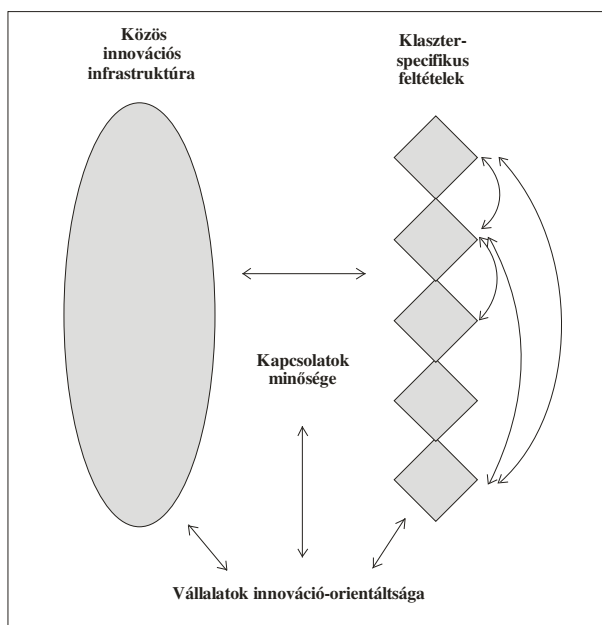 Közös
innovációs
infrastruktúra
Klaszter-
specifikus
feltételek
Kapcsolatok
minősége
Vállalatok innováció-orientáltsága